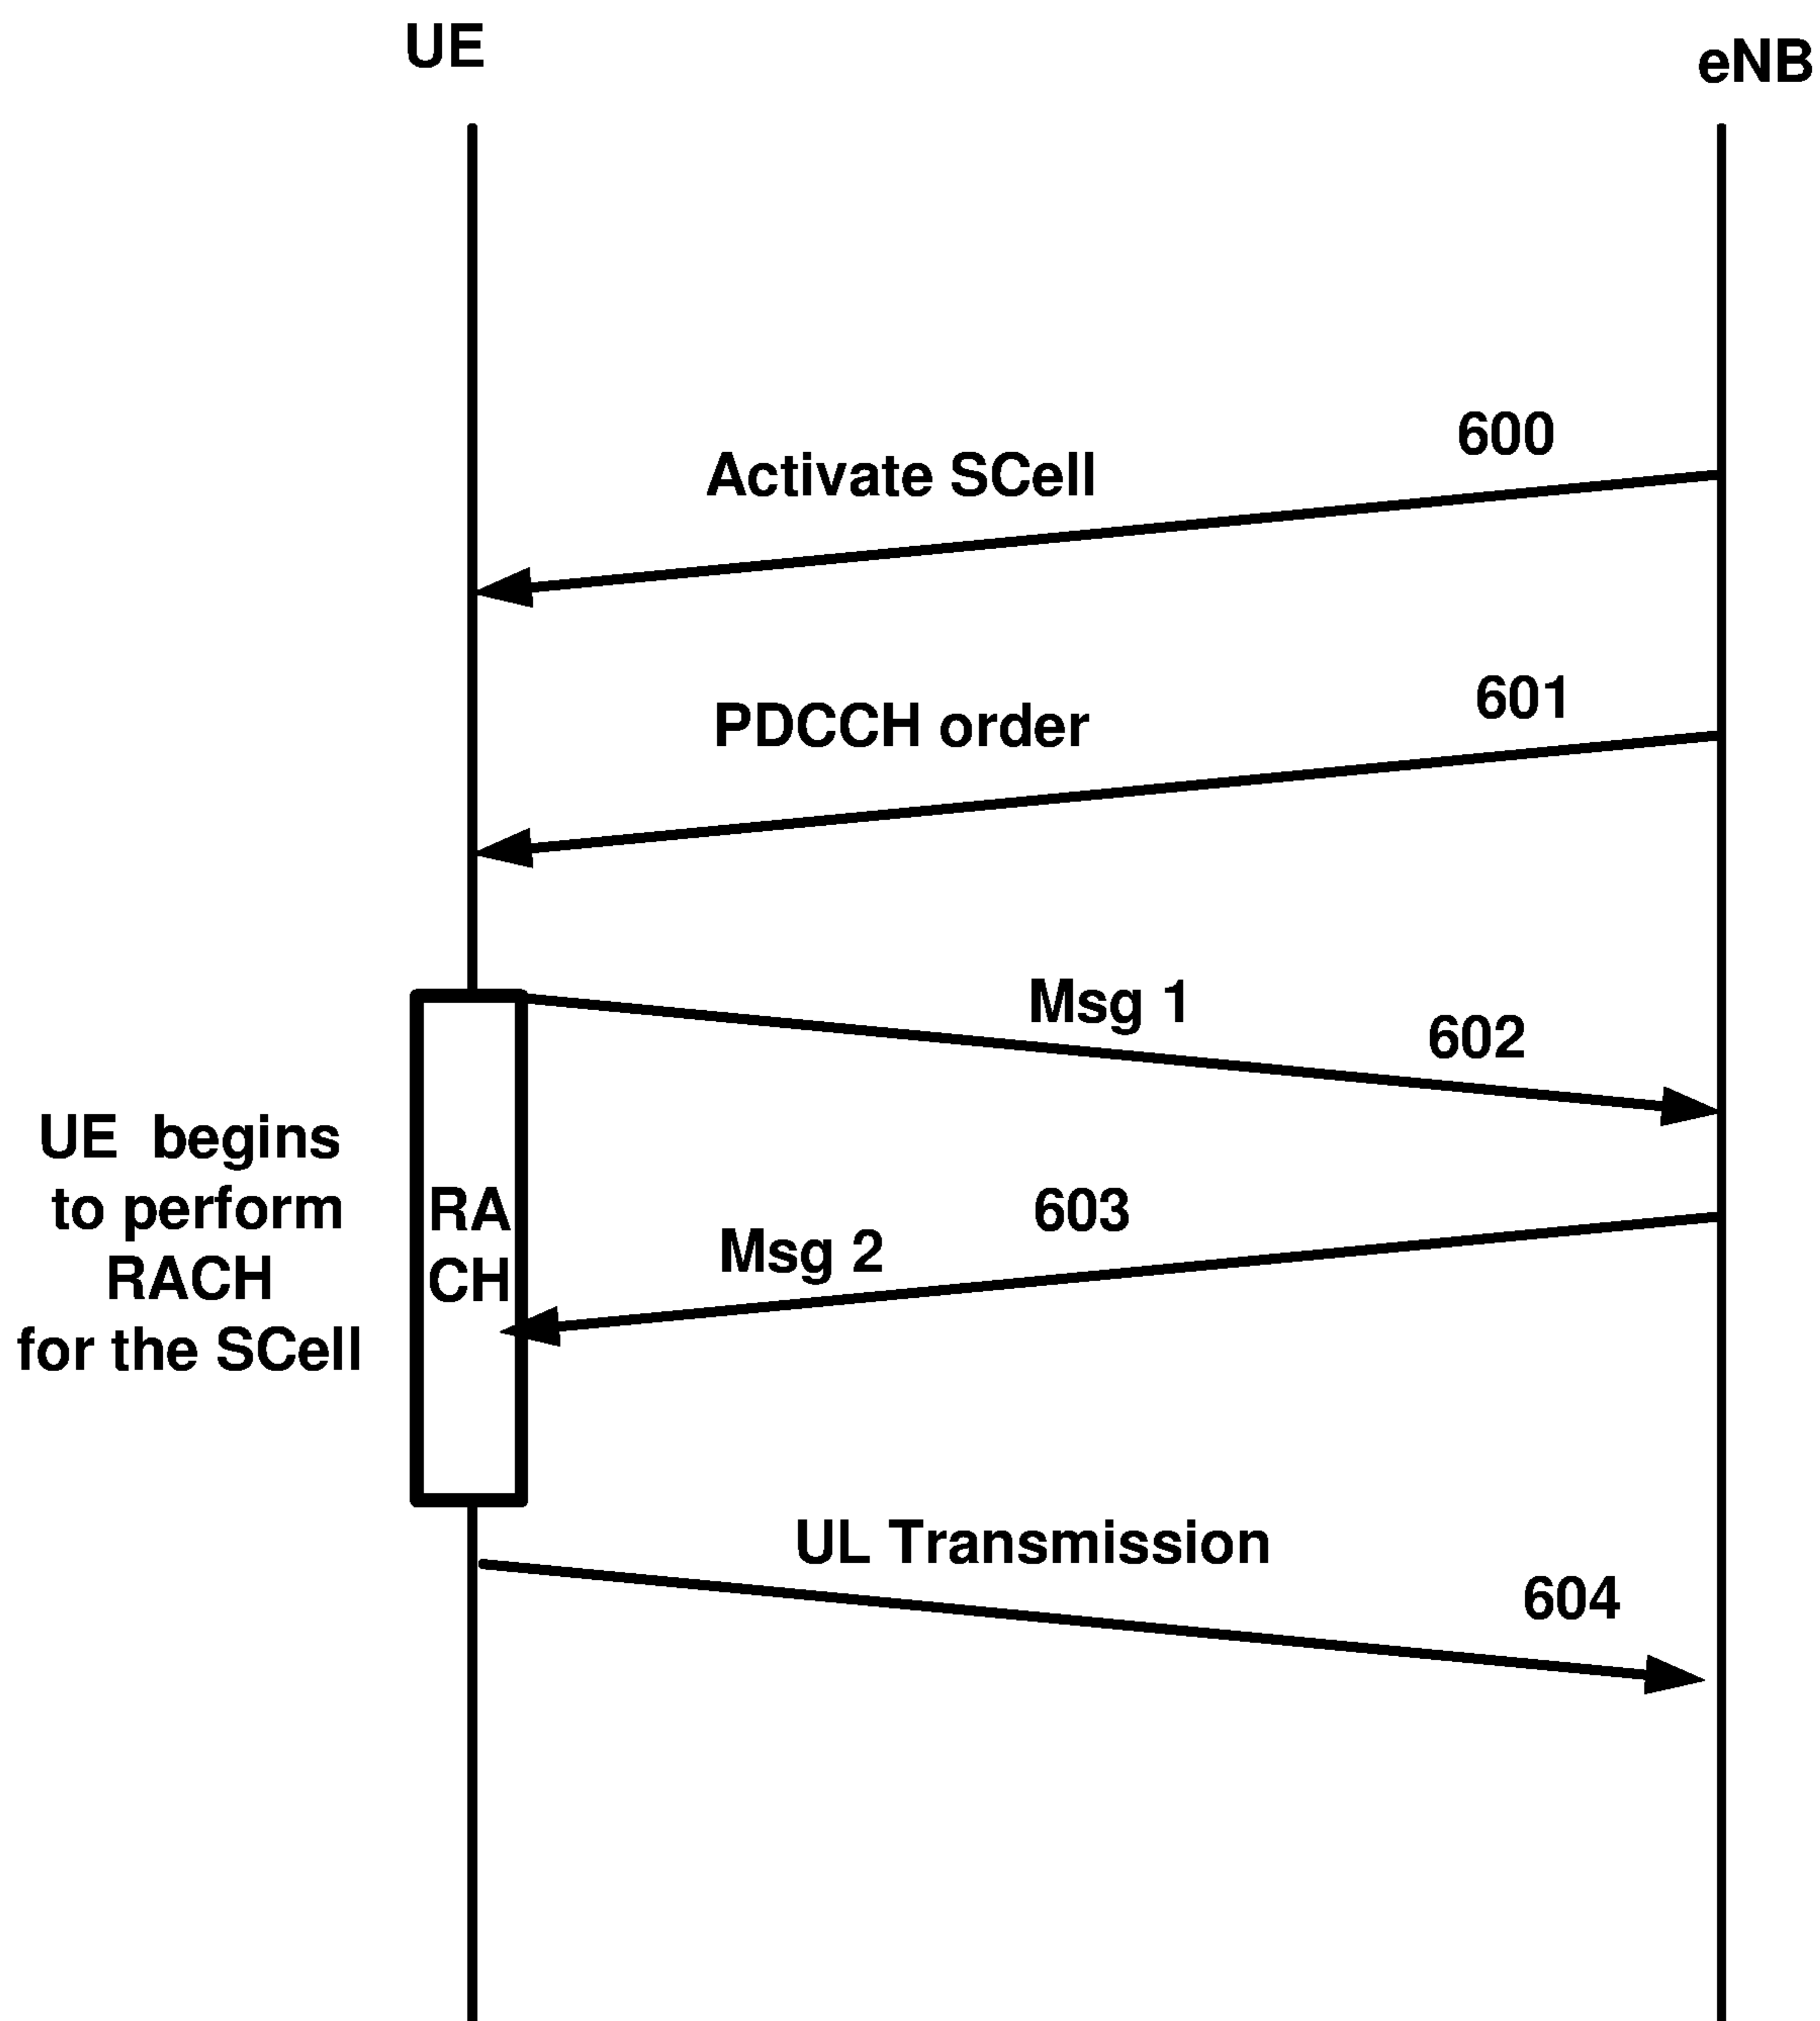 UE
eNB
600
Activate SCell
601
PDCCH order
Msg 1
602
UE begins
to perform
RACH
for the SCell
RA
CH
603
Msg 2
UL Transmission
604